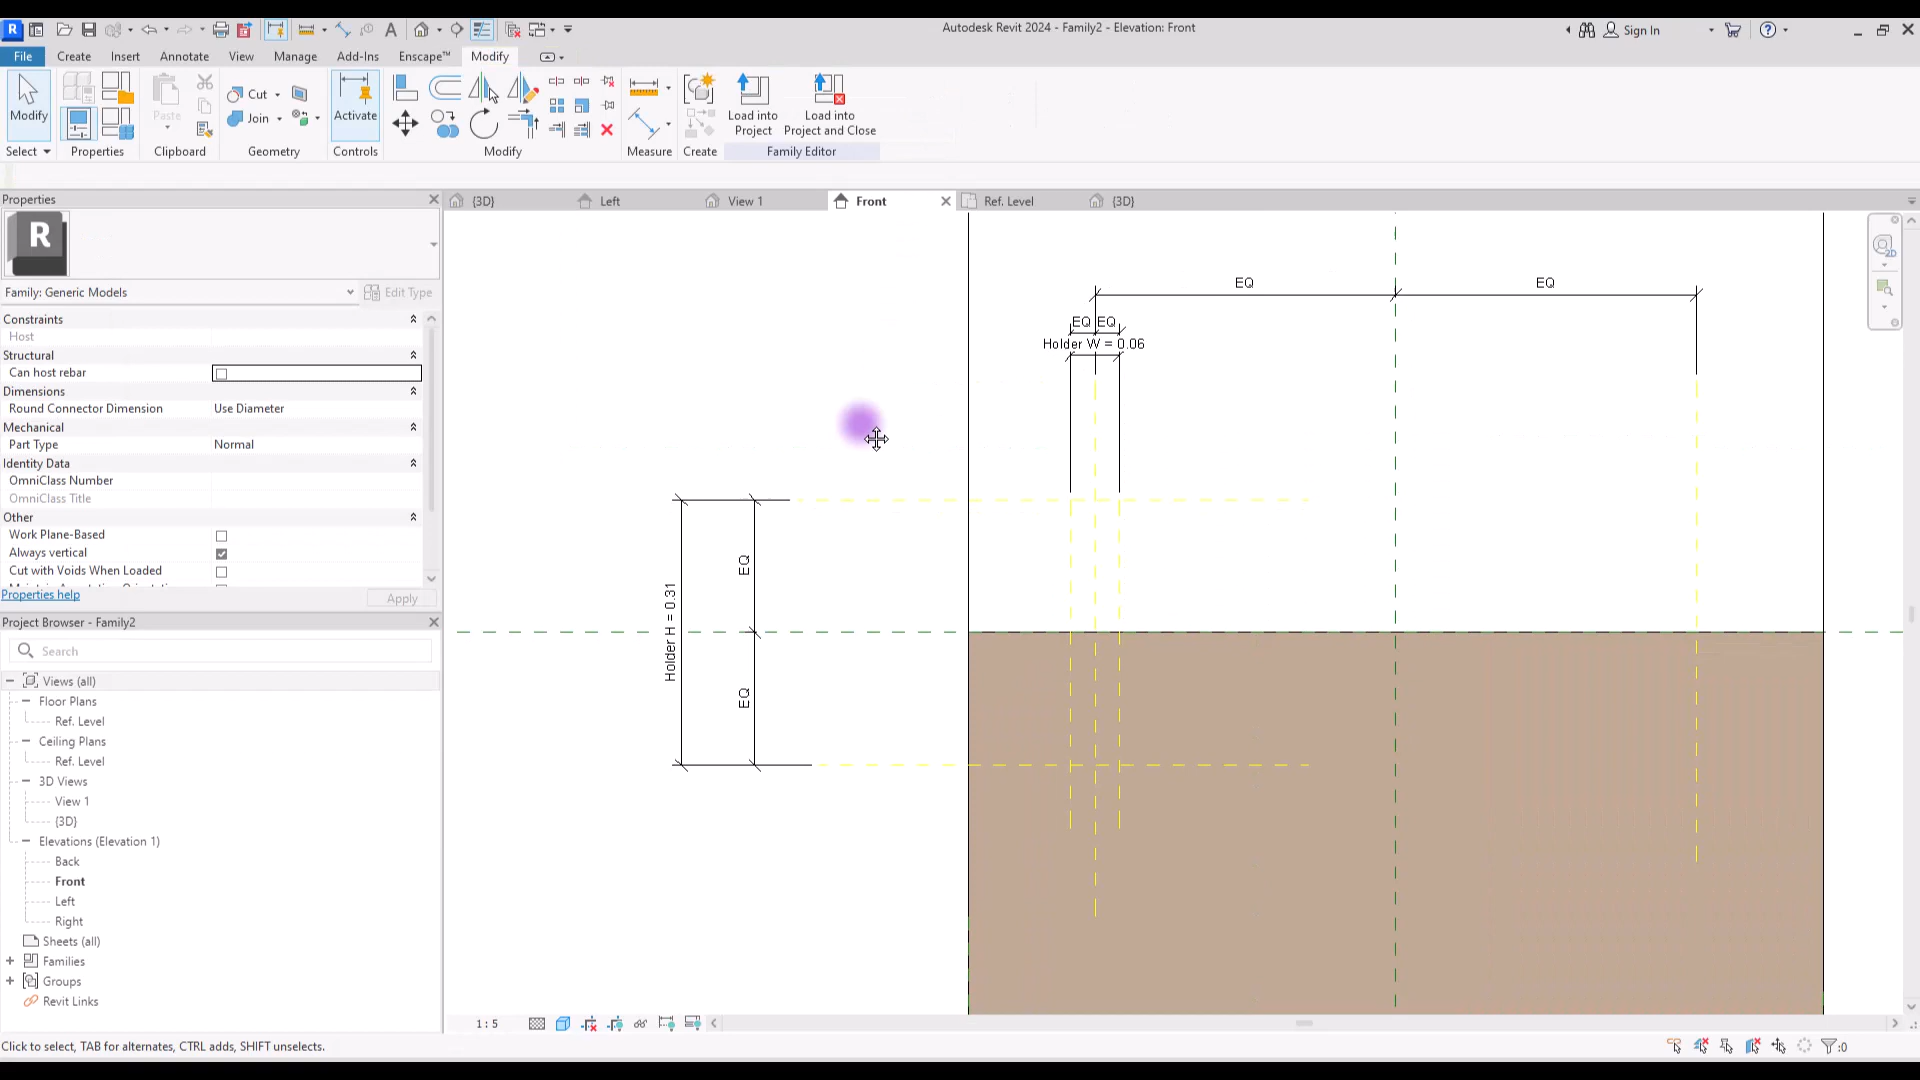 Autodesk Revit 2024 - Family2 - Elevation: Front
Sign In
File Create Insert Annotate View Manage Add-Ins Enscape™ Modify
Modify
Paste
Cut
Join
Activate
Load into
Project
Load into
Project and Close
Select Properties Clipboard Geometry Controls Modify Measure Create Family Editor
Properties
{3D} Left View 1 Front Ref. Level {3D}
R
Family: Generic Models
Edit Type
Constraints
Host
Structural
Can host rebar
Dimensions
Round Connector Dimension Use Diameter
Mechanical
Part Type Normal
Identity Data
OmniClass Number
OmniClass Title
Other
Work Plane-Based
Always vertical
Cut with Voids When Loaded
Properties help
Apply
Project Browser - Family2
Search
Views (all)
Floor Plans
Ref. Level
Ceiling Plans
Ref. Level
3D Views
View 1
{3D}
Elevations (Elevation 1)
Back
Front
Left
Right
Sheets (all)
Families
Groups
Revit Links
EQ EQ
EQ EQ
Holder W = 0.06
EQ
Holder H = 0.31
EQ
2D
1 : 5
Click to select, TAB for alternates, CTRL adds, SHIFT unselects.
:0